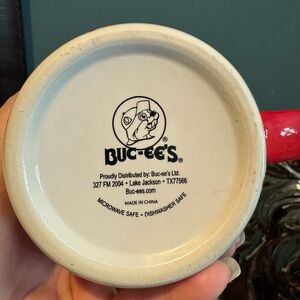 BUC-EE'S®
Proudly Distributed by: Buc-ee's Ltd.
327 FM 2004 • Lake Jackson • TX77566
Buc-ees.com
MADE IN CHINA
MICROWAVE SAFE • DISHWASHER SAFE